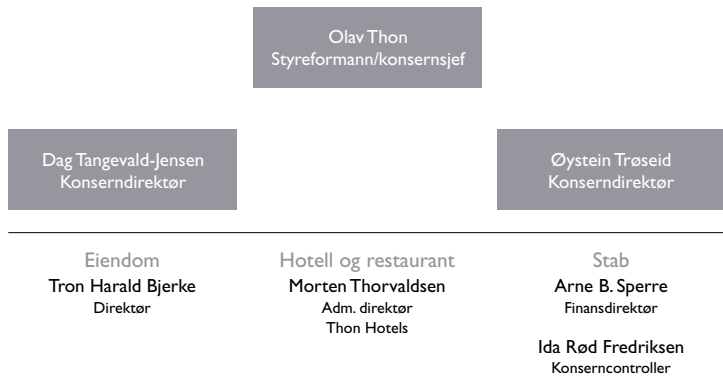 Olav Thon
Styreformann/konsernsjef
Dag Tangevald-Jensen
Konserndirektør
Øystein Trøseid
Konserndirektør
Eiendom
Tron Harald Bjerke
Direktør
Hotell og restaurant
Morten Thorvaldsen
Adm. direktør
Thon Hotels
Stab
Arne B. Sperre
Finansdirektør
Ida Rød Fredriksen
Konserncontroller